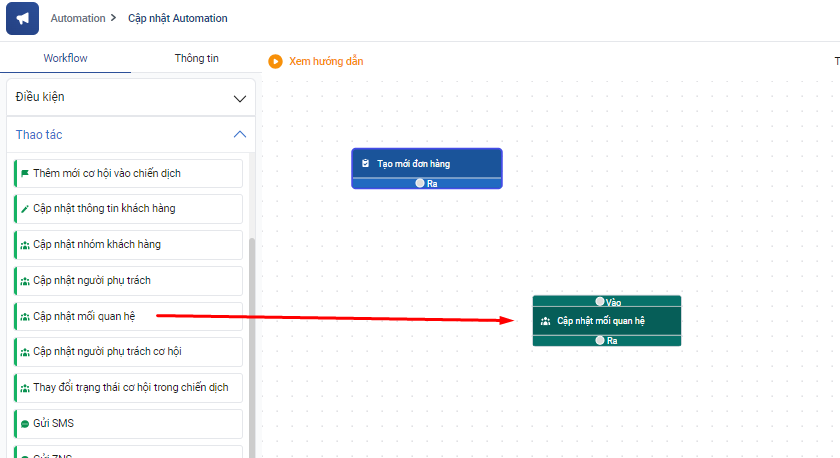 Automation > Cập nhật Automation
Workflow
Thông tin
Xem hướng dẫn
T
Điều kiện
Thao tác
Tạo mới đơn hàng
Ra
Thêm mới cơ hội vào chiến dịch
Cập nhật thông tin khách hàng
Cập nhật nhóm khách hàng
Cập nhật người phụ trách
Cập nhật mối quan hệ
Vào
Cập nhật mối quan hệ
Ra
Cập nhật người phụ trách cơ hội
Thay đổi trạng thái cơ hội trong chiến dịch
Gửi SMS
Gửi ZNS